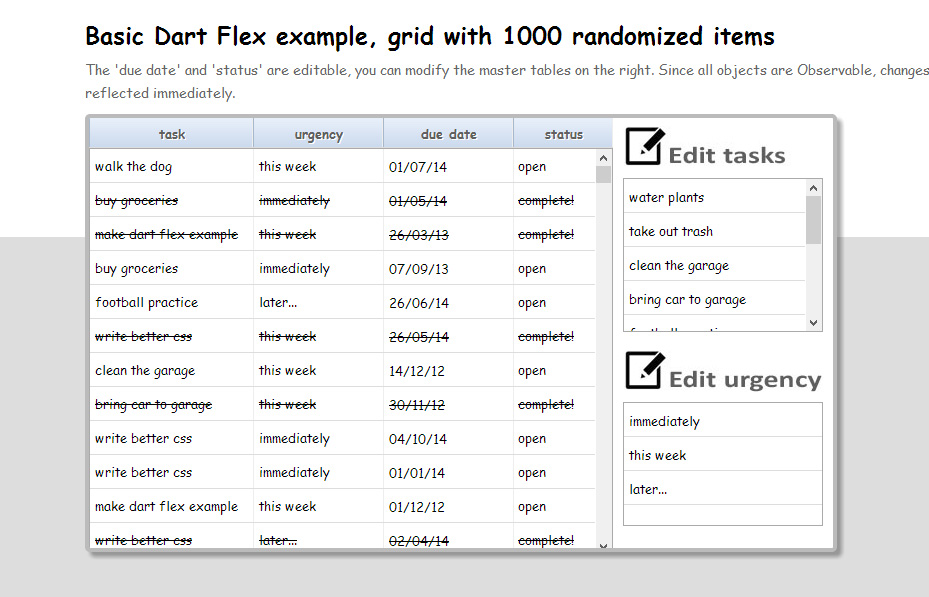 Basic Dart Flex example, grid with 1000 randomized items
The 'due date' and 'status' are editable, you can modify the master tables on the right. Since all objects are Observable, changes
reflected immediately.
task urgency due date status
walk the dog this week 01/07/14 open
buy groceries immediately 01/05/14 complete!
make dart flex example this week 26/03/13 complete!
buy groceries immediately 07/09/13 open
football practice later... 26/06/14 open
write better css this week 26/05/14 complete!
clean the garage this week 14/12/12 open
bring car to garage this week 30/11/12 complete!
write better css immediately 04/10/14 open
write better css immediately 01/01/14 open
make dart flex example this week 01/12/12 open
write better css later... 02/04/14 complete!
Edit tasks
water plants
take out trash
clean the garage
bring car to garage
Edit urgency
immediately
this week
later...